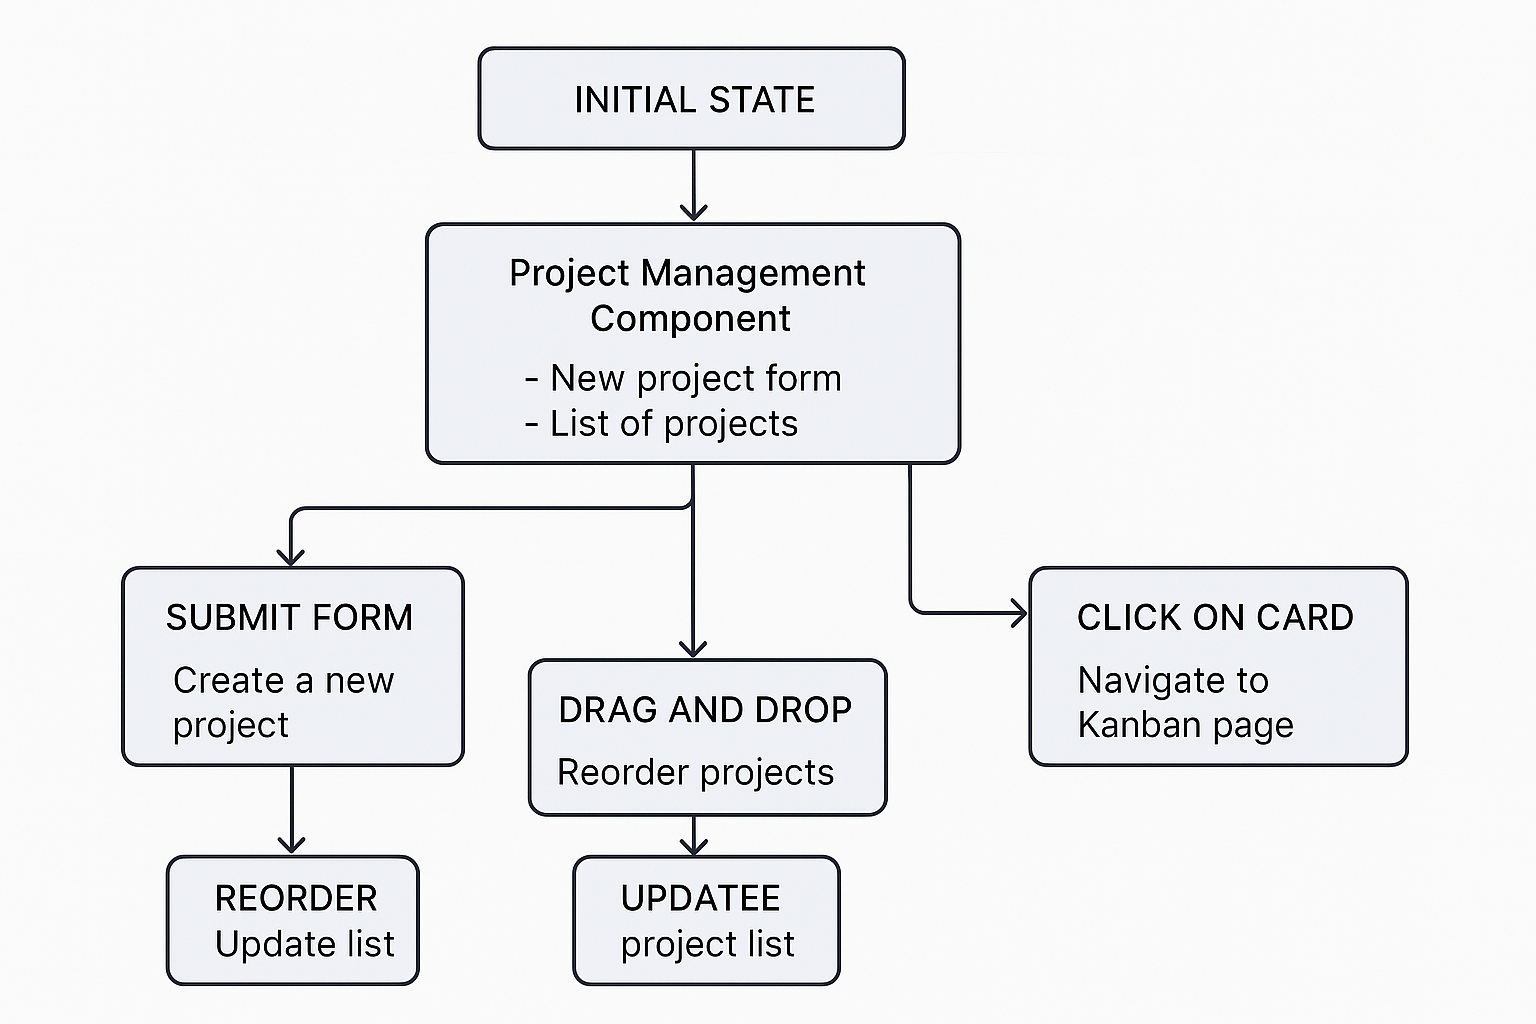 INITIAL STATE
Project Management
Component
- New project form
- List of projects
SUBMIT FORM
Create a new
project
DRAG AND DROP
Reorder projects
CLICK ON CARD
Navigate to
Kanban page
REORDER
Update list
UPDATEE
project list